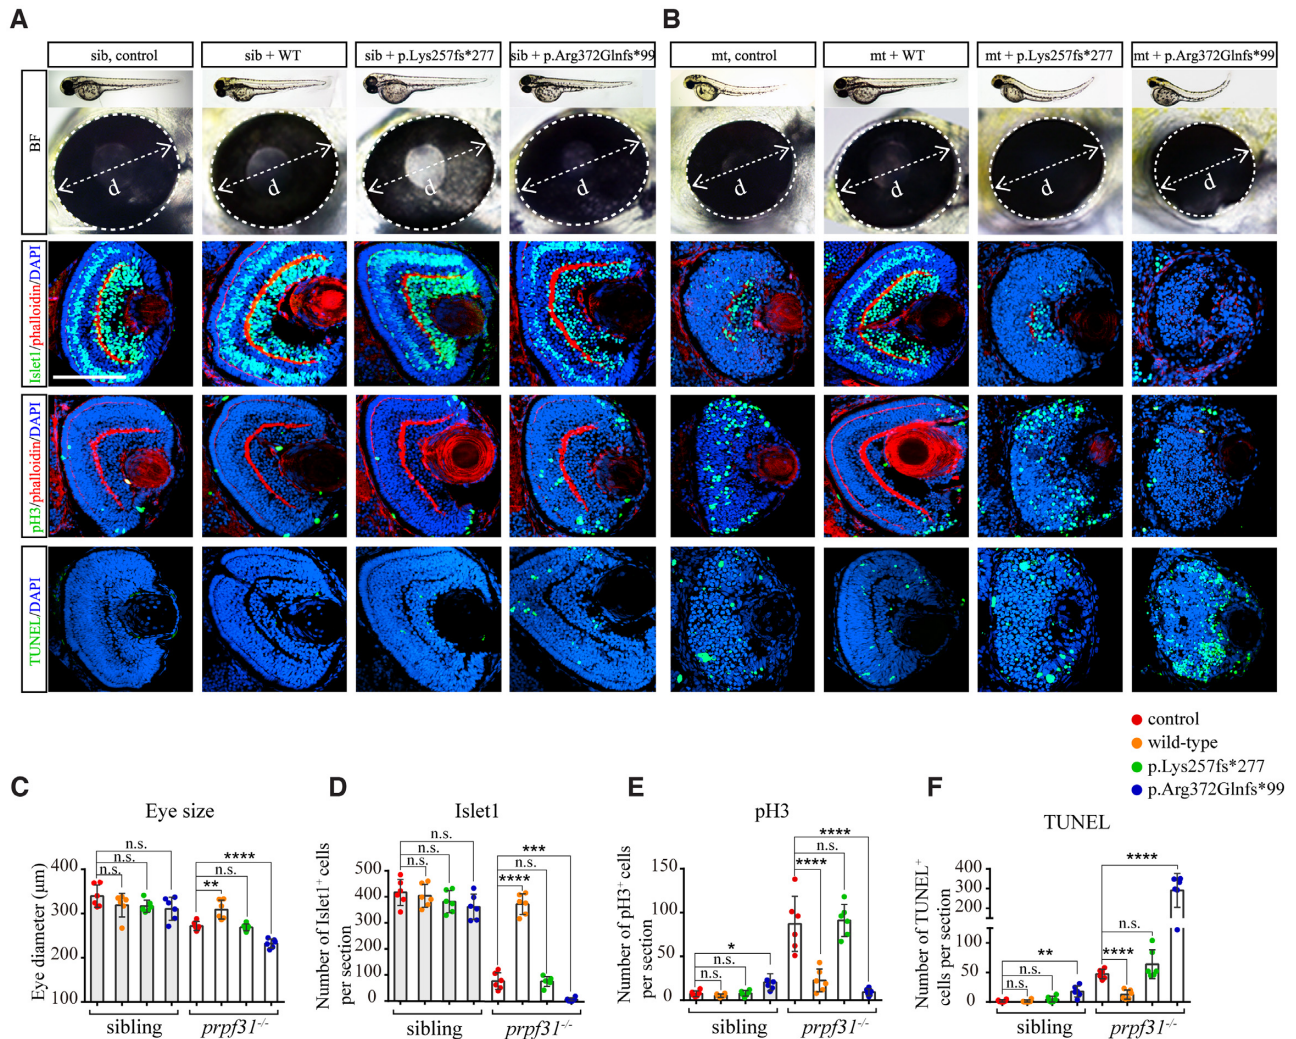 A
B
sib, control
sib + WT
sib + p.Lys257fs*277
sib + p.Arg372Glnfs*99
mt, control
mt + WT
mt + p.Lys257fs*277
mt + p.Arg372Glnfs*99
BF
d
d
d
d
d
d
d
d
Islet1/phalloidin/DAPI
pH3/phalloidin/DAPI
TUNEL/DAPI
control
wild-type
p.Lys257fs*277
p.Arg372Glnfs*99
C
Eye size
Eye diameter (μm)
400
300
200
100
n.s.
n.s.
n.s.
****
n.s.
**
sibling
prpf31-/-
D
Islet1
Number of Islet1+ cells
per section
500
400
300
200
100
0
n.s.
n.s.
n.s.
***
n.s.
****
sibling
prpf31-/-
E
pH3
Number of pH3+ cells
per section
150
100
50
0
*
n.s.
n.s.
****
n.s.
****
sibling
prpf31-/-
F
TUNEL
Number of TUNEL+
cells per section
400
300
200
100
50
0
**
n.s.
n.s.
****
n.s.
****
sibling
prpf31-/-